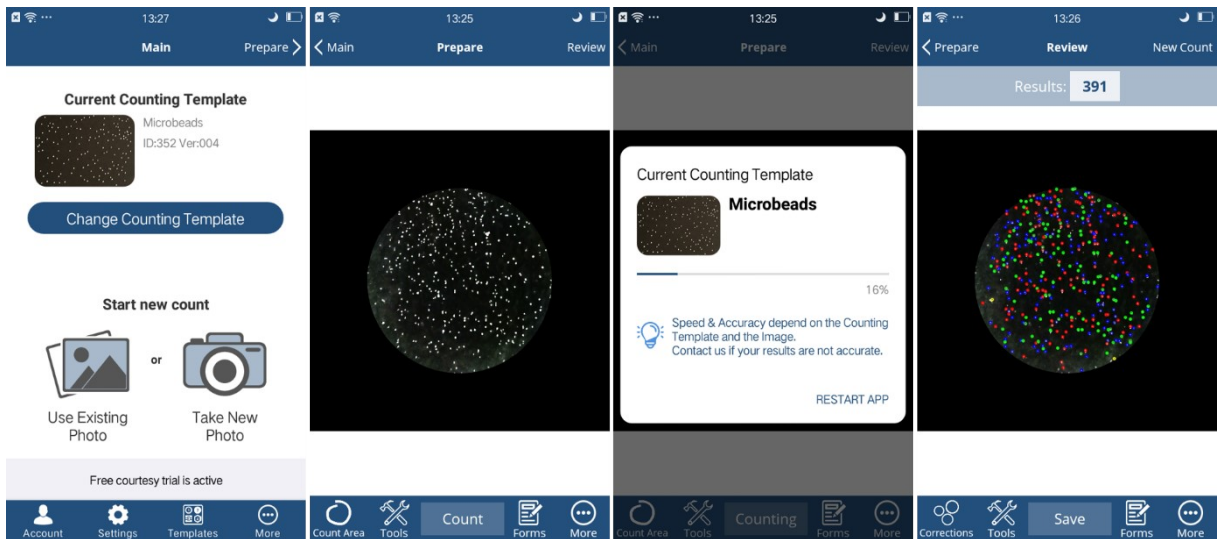 13:27
Main
Prepare
Current Counting Template
Microbeads
ID:352 Ver:004
Change Counting Template
Start new count
or
Use Existing
Photo
Take New
Photo
Free courtesy trial is active
Account
Settings
Templates
More
13:25
Main
Prepare
Review
Count Area
Tools
Count
Forms
More
13:25
Main
Prepare
Review
Current Counting Template
Microbeads
16%
Speed & Accuracy depend on the Counting
Template and the Image.
Contact us if your results are not accurate.
RESTART APP
Count Area
Tools
Counting
Forms
More
13:26
Prepare
Review
New Count
Results: 391
Corrections
Tools
Save
Forms
More